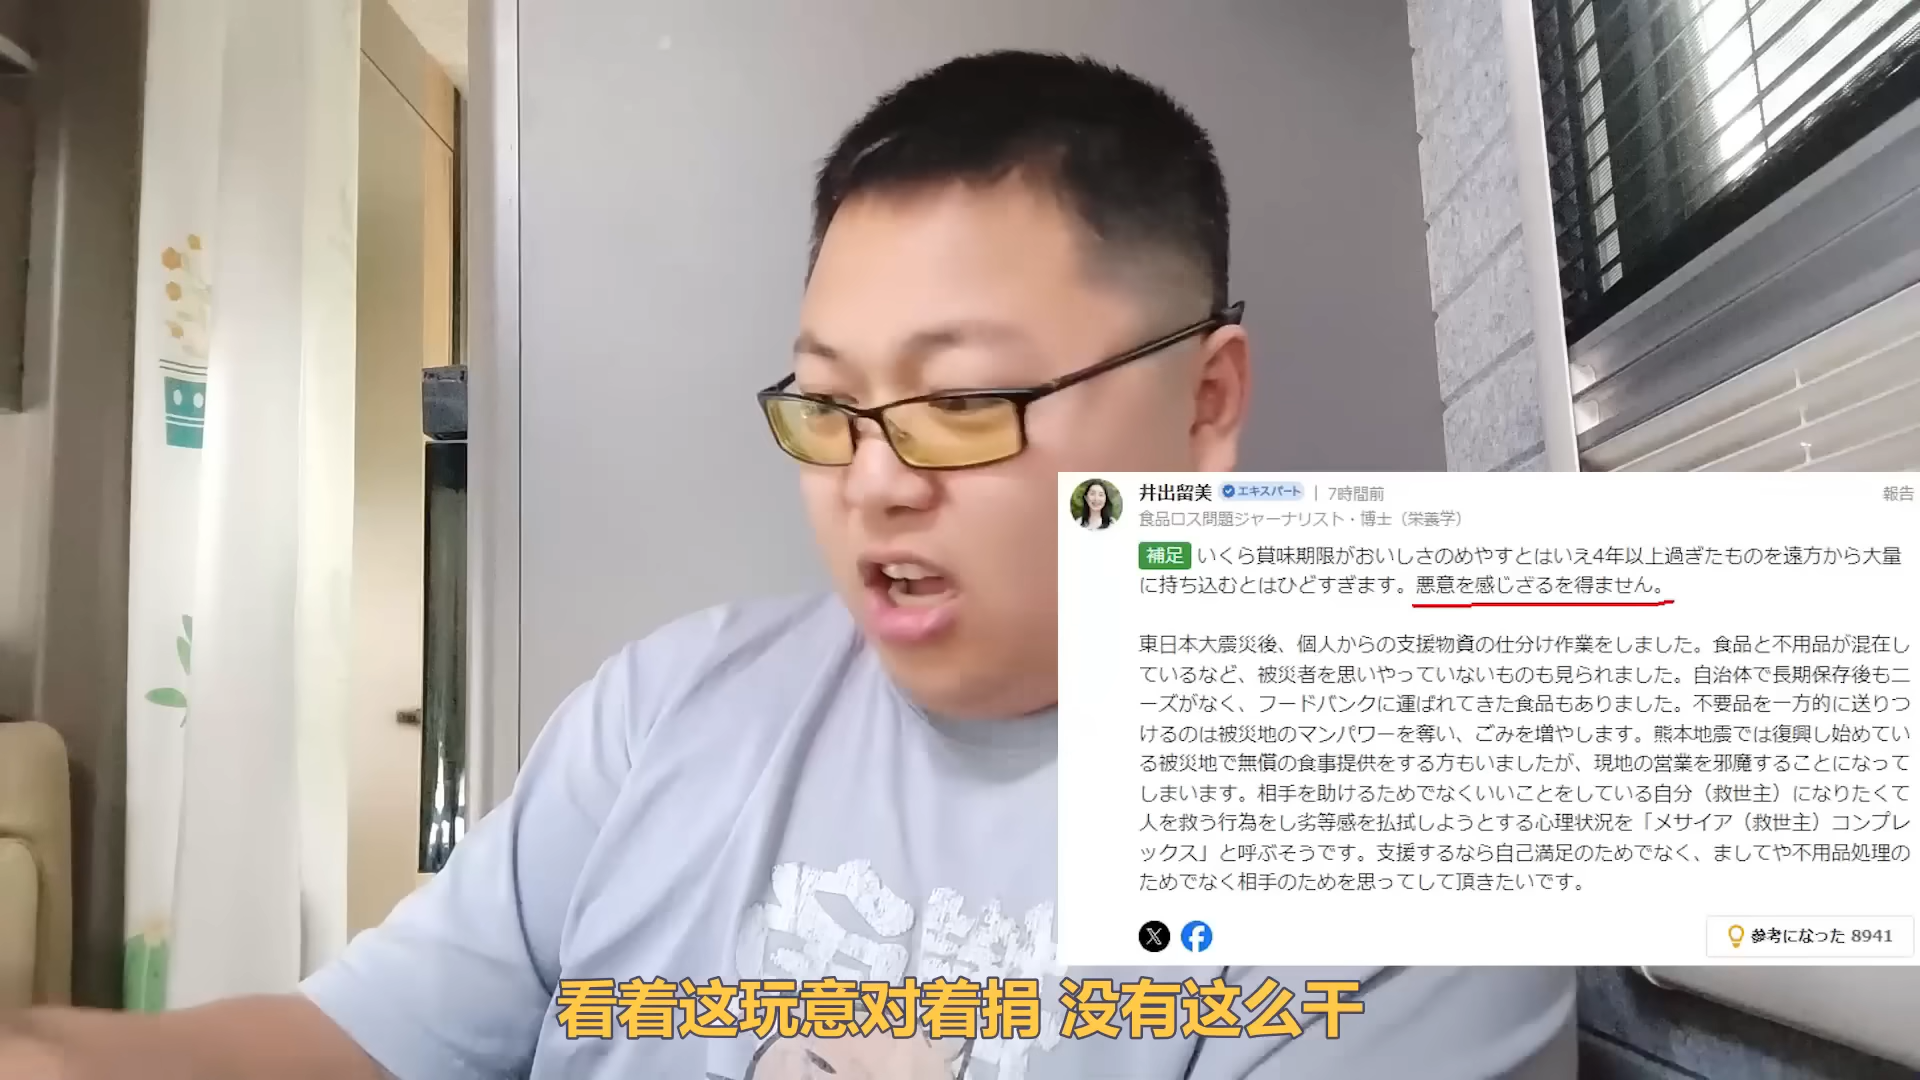 井出留美 エキスパート | 7時間前
報告
食品ロス問題ジャーナリスト・博士(栄養学)
補足 いくら賞味期限がおいしさのめやすとはいえ4年以上過ぎたものを遠方から大量
に持ち込むとはひどすぎます。悪意を感じざるを得ません。
東日本大震災後、個人からの支援物資の仕分け作業をしました。食品と不用品が混在し
ているなど、被災者を思いやっていないものも見られました。自治体で長期保存後もニ
ーズがなく、フードバンクに運ばれてきた食品もありました。不要品を一方的に送りつ
けるのは被災地のマンパワーを奪い、ごみを増やします。熊本地震では復興し始めてい
る被災地で無償の食事提供をする方もいましたが、現地の営業を邪魔することになって
しまいます。相手を助けるためでなくいいことをしている自分(救世主)になりたくて
人を救う行為をし劣等感を払拭しようとする心理状況を「メサイア(救世主)コンプレ
ックス」と呼ぶそうです。支援するなら自己満足のためでなく、ましてや不用品処理の
ためでなく相手のためを思ってして頂きたいです。
参考になった 8941
看着这玩意对着捐 没有这么干